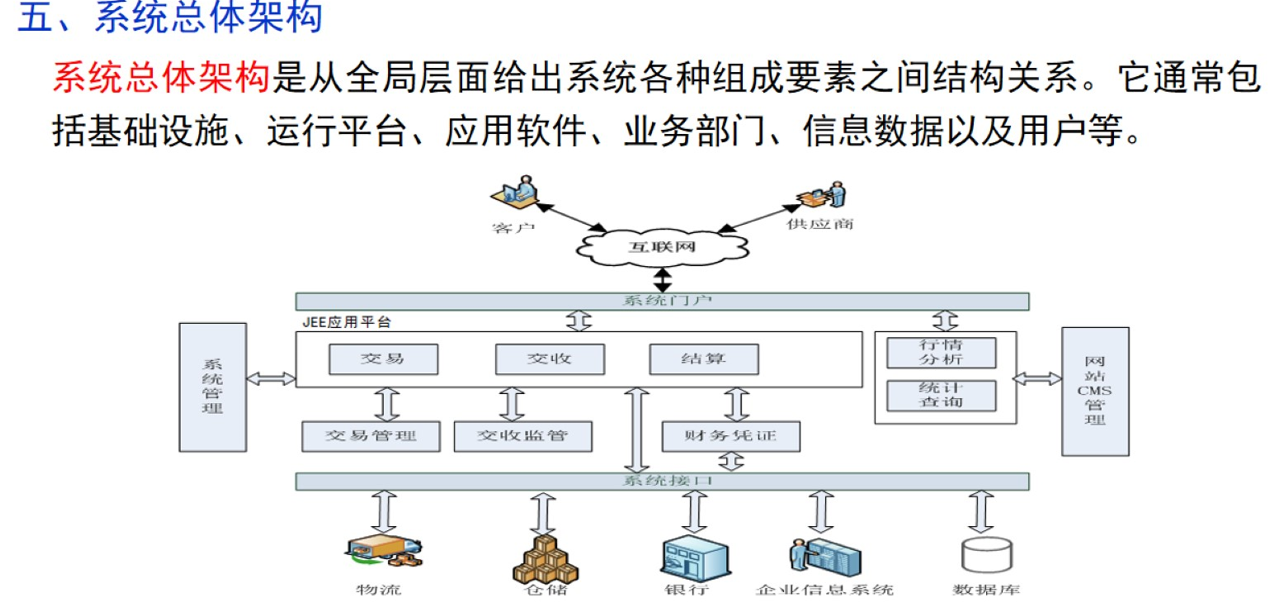 五、系统总体架构
系统总体架构是从全局层面给出系统各种组成要素之间结构关系。它通常包
括基础设施、运行平台、应用软件、业务部门、信息数据以及用户等。
客户
供应商
互联网
系统门户
JEE应用平台
系统管理
交易
交收
结算
行情
分析
统计
查询
网站
CMS
管理
交易管理
交收监管
财务凭证
系统接口
物流
仓储
银行
企业信息系统
数据库